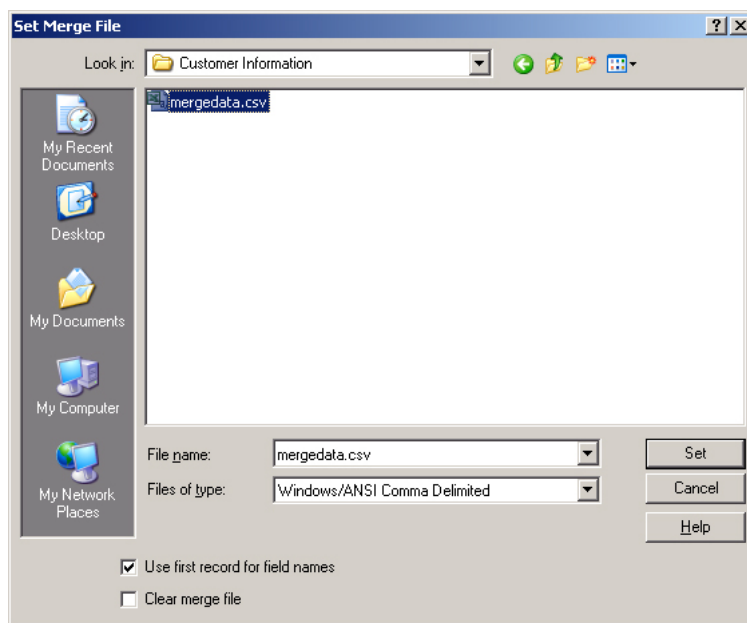 Set Merge File
Look in: Customer Information
mergedata.csv
My Recent
Documents
Desktop
My Documents
My Computer
My Network
Places
File name: mergedata.csv Set
Files of type: Windows/ANSI Comma Delimited Cancel
Help
Use first record for field names
Clear merge file